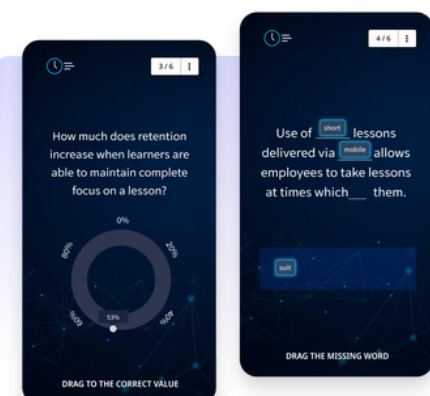 3/6
How much does retention
increase when learners are
able to maintain complete
focus on a lesson?
0%
80%
20%
60%
40%
53%
DRAG TO THE CORRECT VALUE
4/6
Use of short lessons
delivered via mobile allows
employees to take lessons
at times which___ them.
suit
DRAG THE MISSING WORD